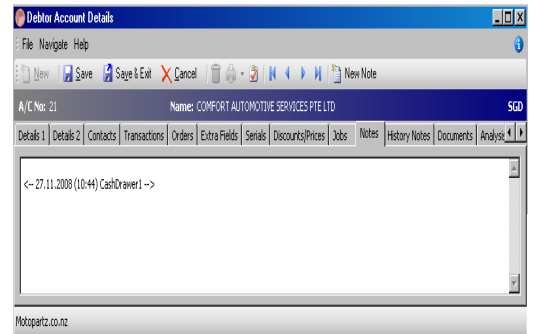 Debtor Account Details
File Navigate Help
New Save Save & Exit Cancel New Note
A/C No: 21 Name: COMFORT AUTOMOTIVE SERVICES PTE LTD SGD
Details 1 Details 2 Contacts Transactions Orders Extra Fields Serials Discounts/Prices Jobs Notes History Notes Documents Analysis
<-- 27.11.2008 (10:44) CashDrawer1 -->
Motopartz.co.nz